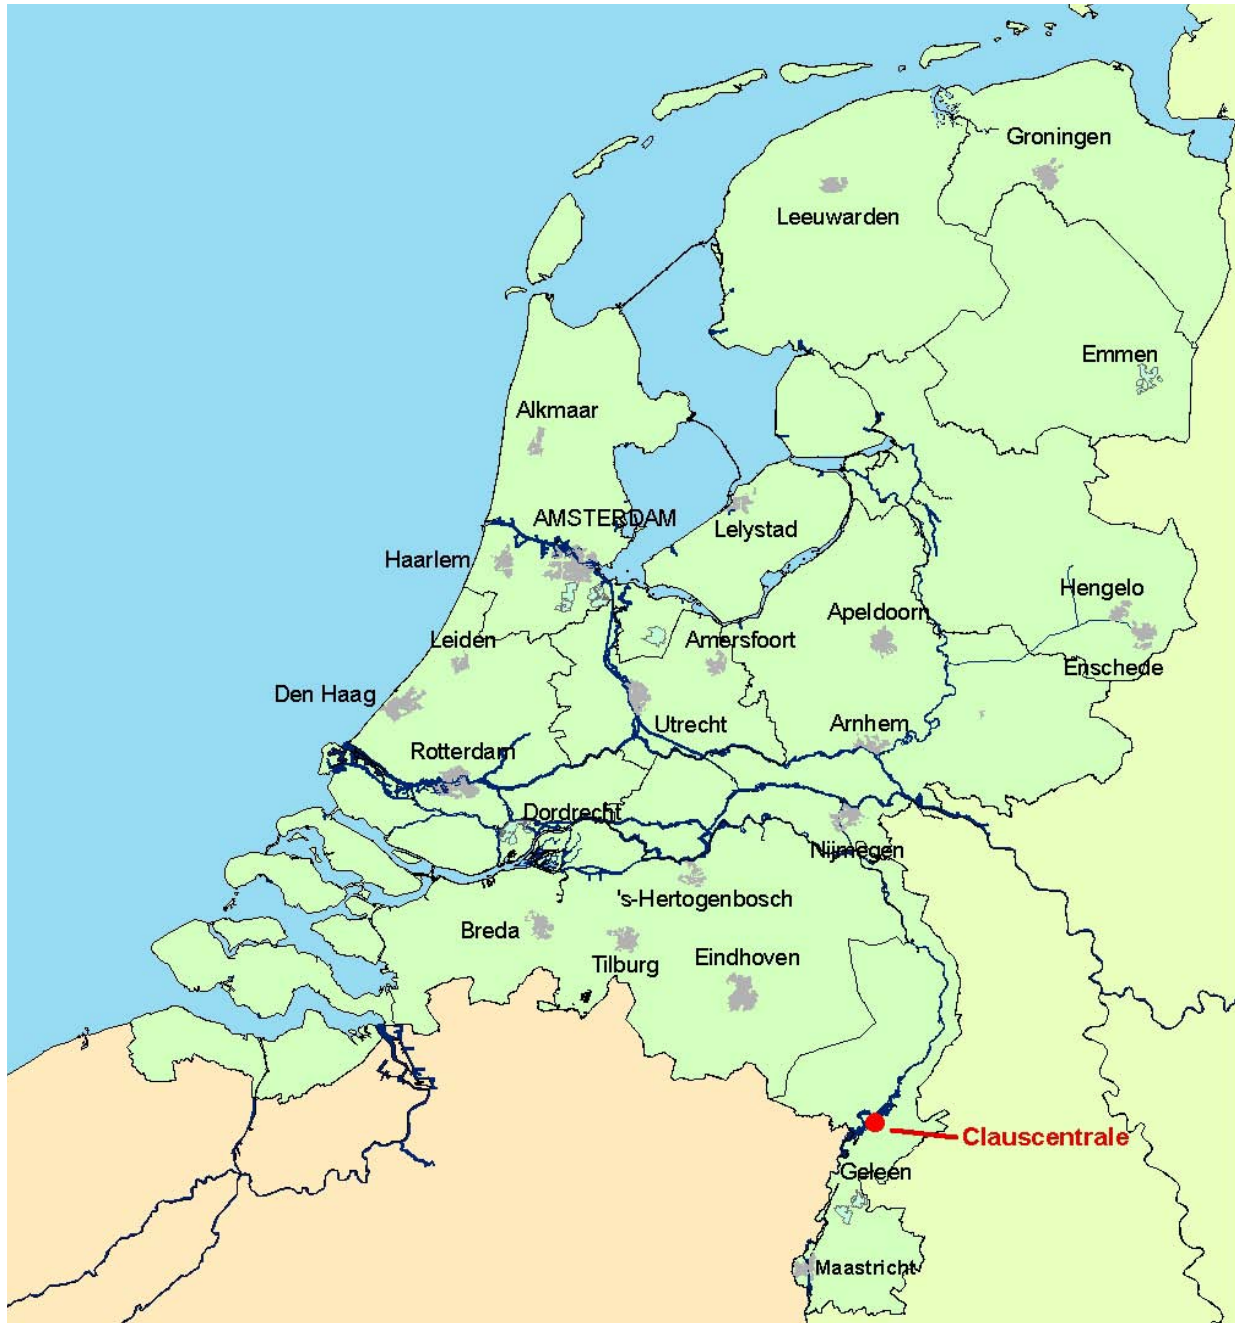 Groningen
Leeuwarden
Emmen
Alkmaar
AMSTERDAM
Lelystad
Haarlem
Hengelo
Apeldoorn
Leiden
Amersfoort
Enschede
Den Haag
Utrecht
Arnhem
Rotterdam
Dordrecht
Nijmegen
's-Hertogenbosch
Breda
Tilburg
Eindhoven
Clauscentrale
Geleen
Maastricht